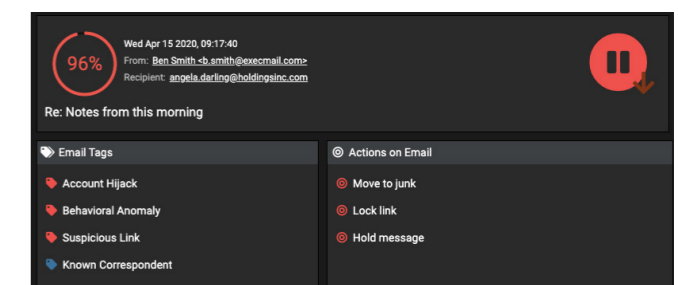 96%
Wed Apr 15 2020, 09:17:40
From: Ben Smith <b.smith@execmail.com>
Recipient: angela.darling@holdingsinc.com
Re: Notes from this morning
Email Tags
Account Hijack
Behavioral Anomaly
Suspicious Link
Known Correspondent
Actions on Email
Move to junk
Lock link
Hold message